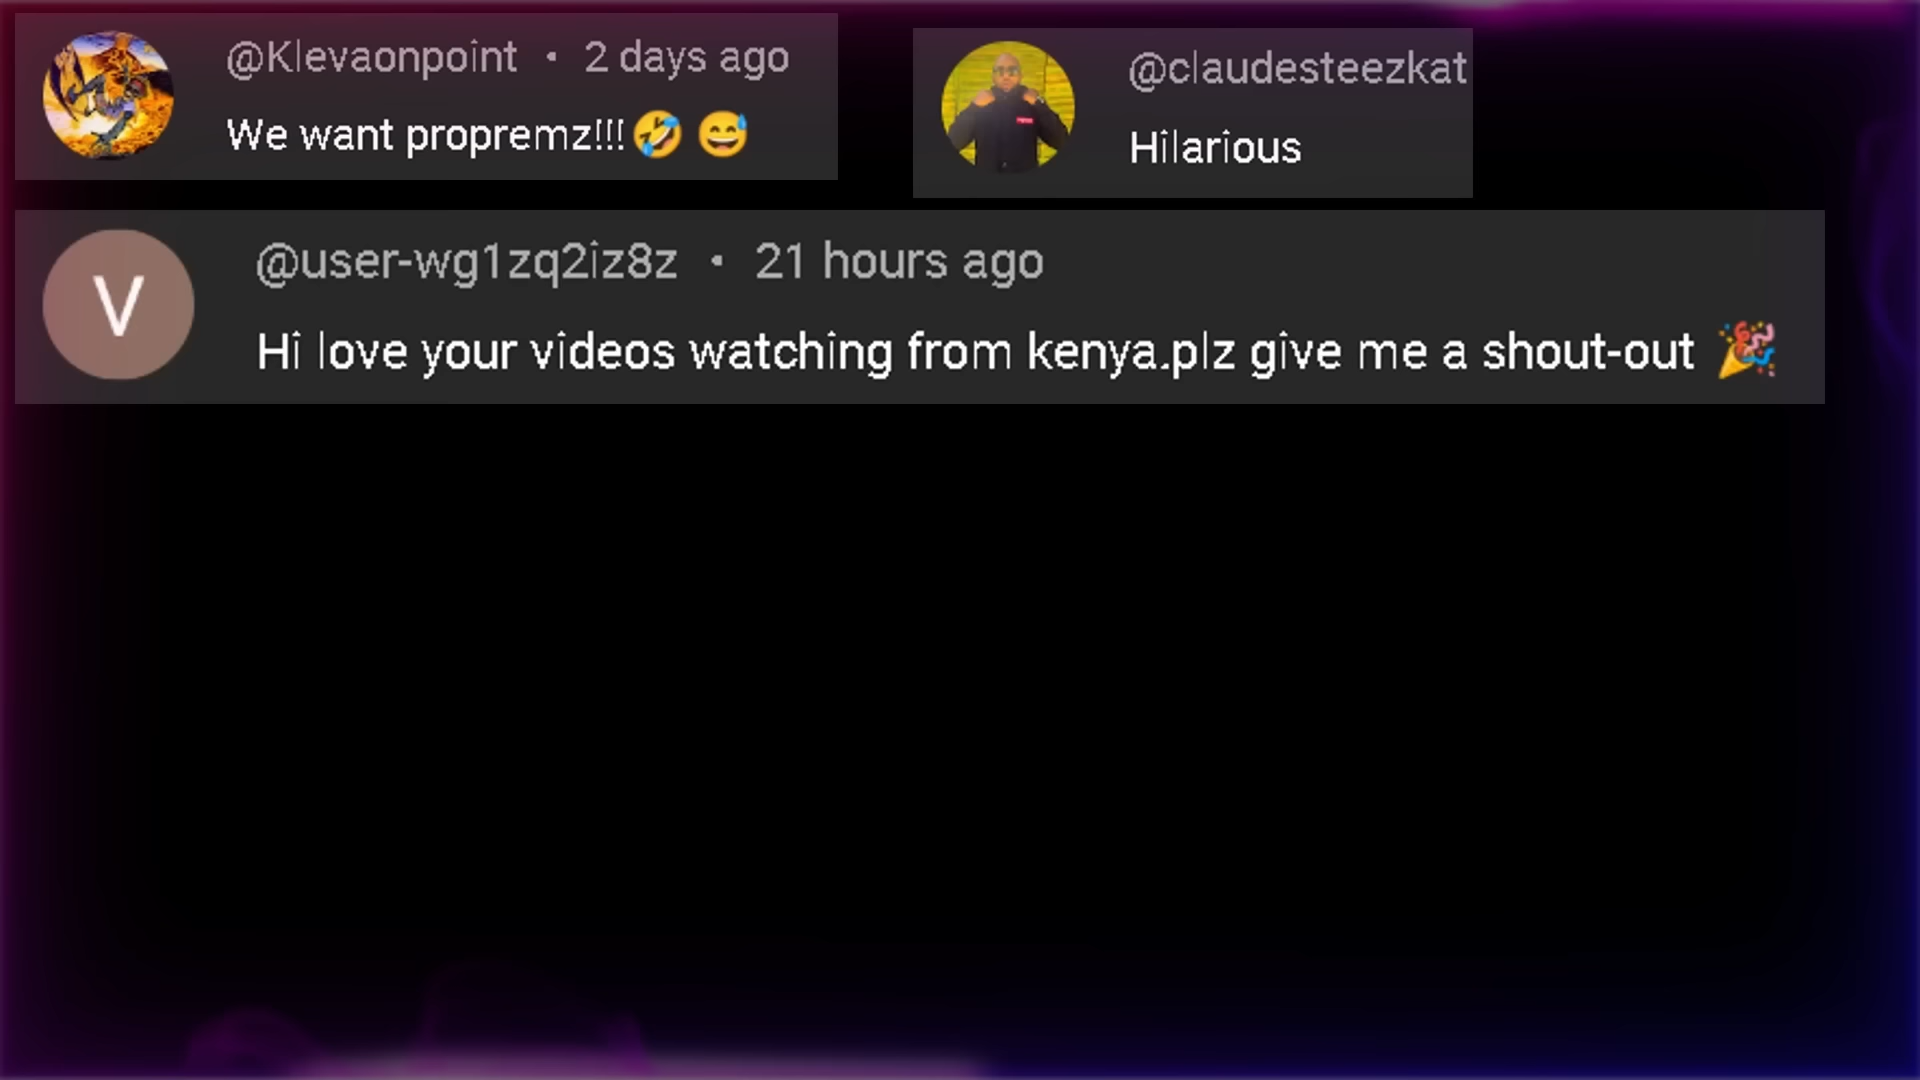 @Klevaonpoint • 2 days ago
We want propremz!!!🤣 😅
@claudesteezkat
Hilarious
V
@user-wg1zq2iz8z • 21 hours ago
Hi love your videos watching from kenya.plz give me a shout-out 🎉